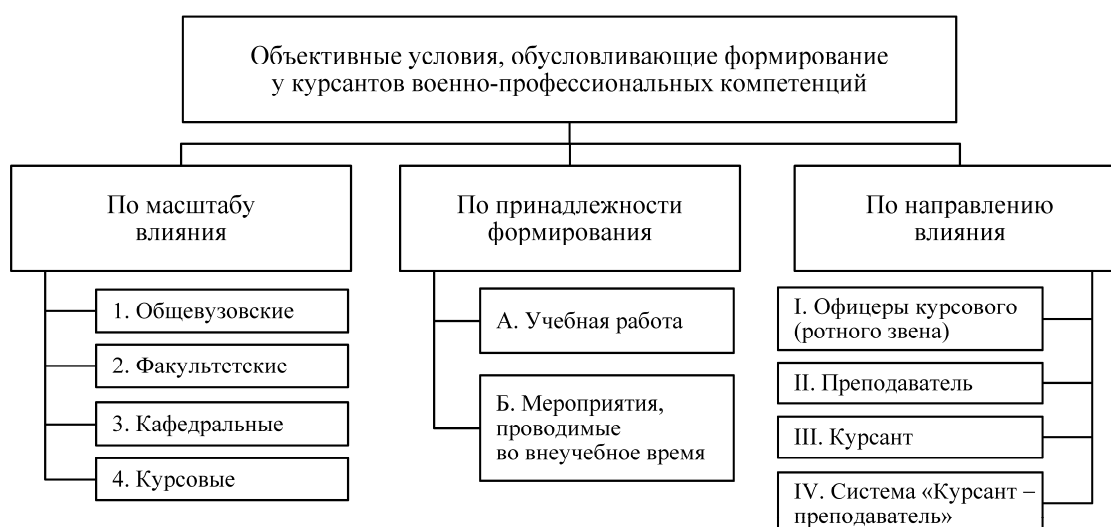 Объективные условия, обусловливающие формирование
у курсантов военно-профессиональных компетенций
По масштабу
влияния
1. Общевузовские
2. Факультстскис
3. Кафедральные
4. Курсовые
По принадлежности
формирования
А. Учебная работа
Б. Мероприятия,
проводимые
во внеучебное время
По направлению
влияния
I. Офицеры курсового
(ротного звена)
II. Преподаватель
III. Курсант
IV. Система «Курсант –
преподаватель»